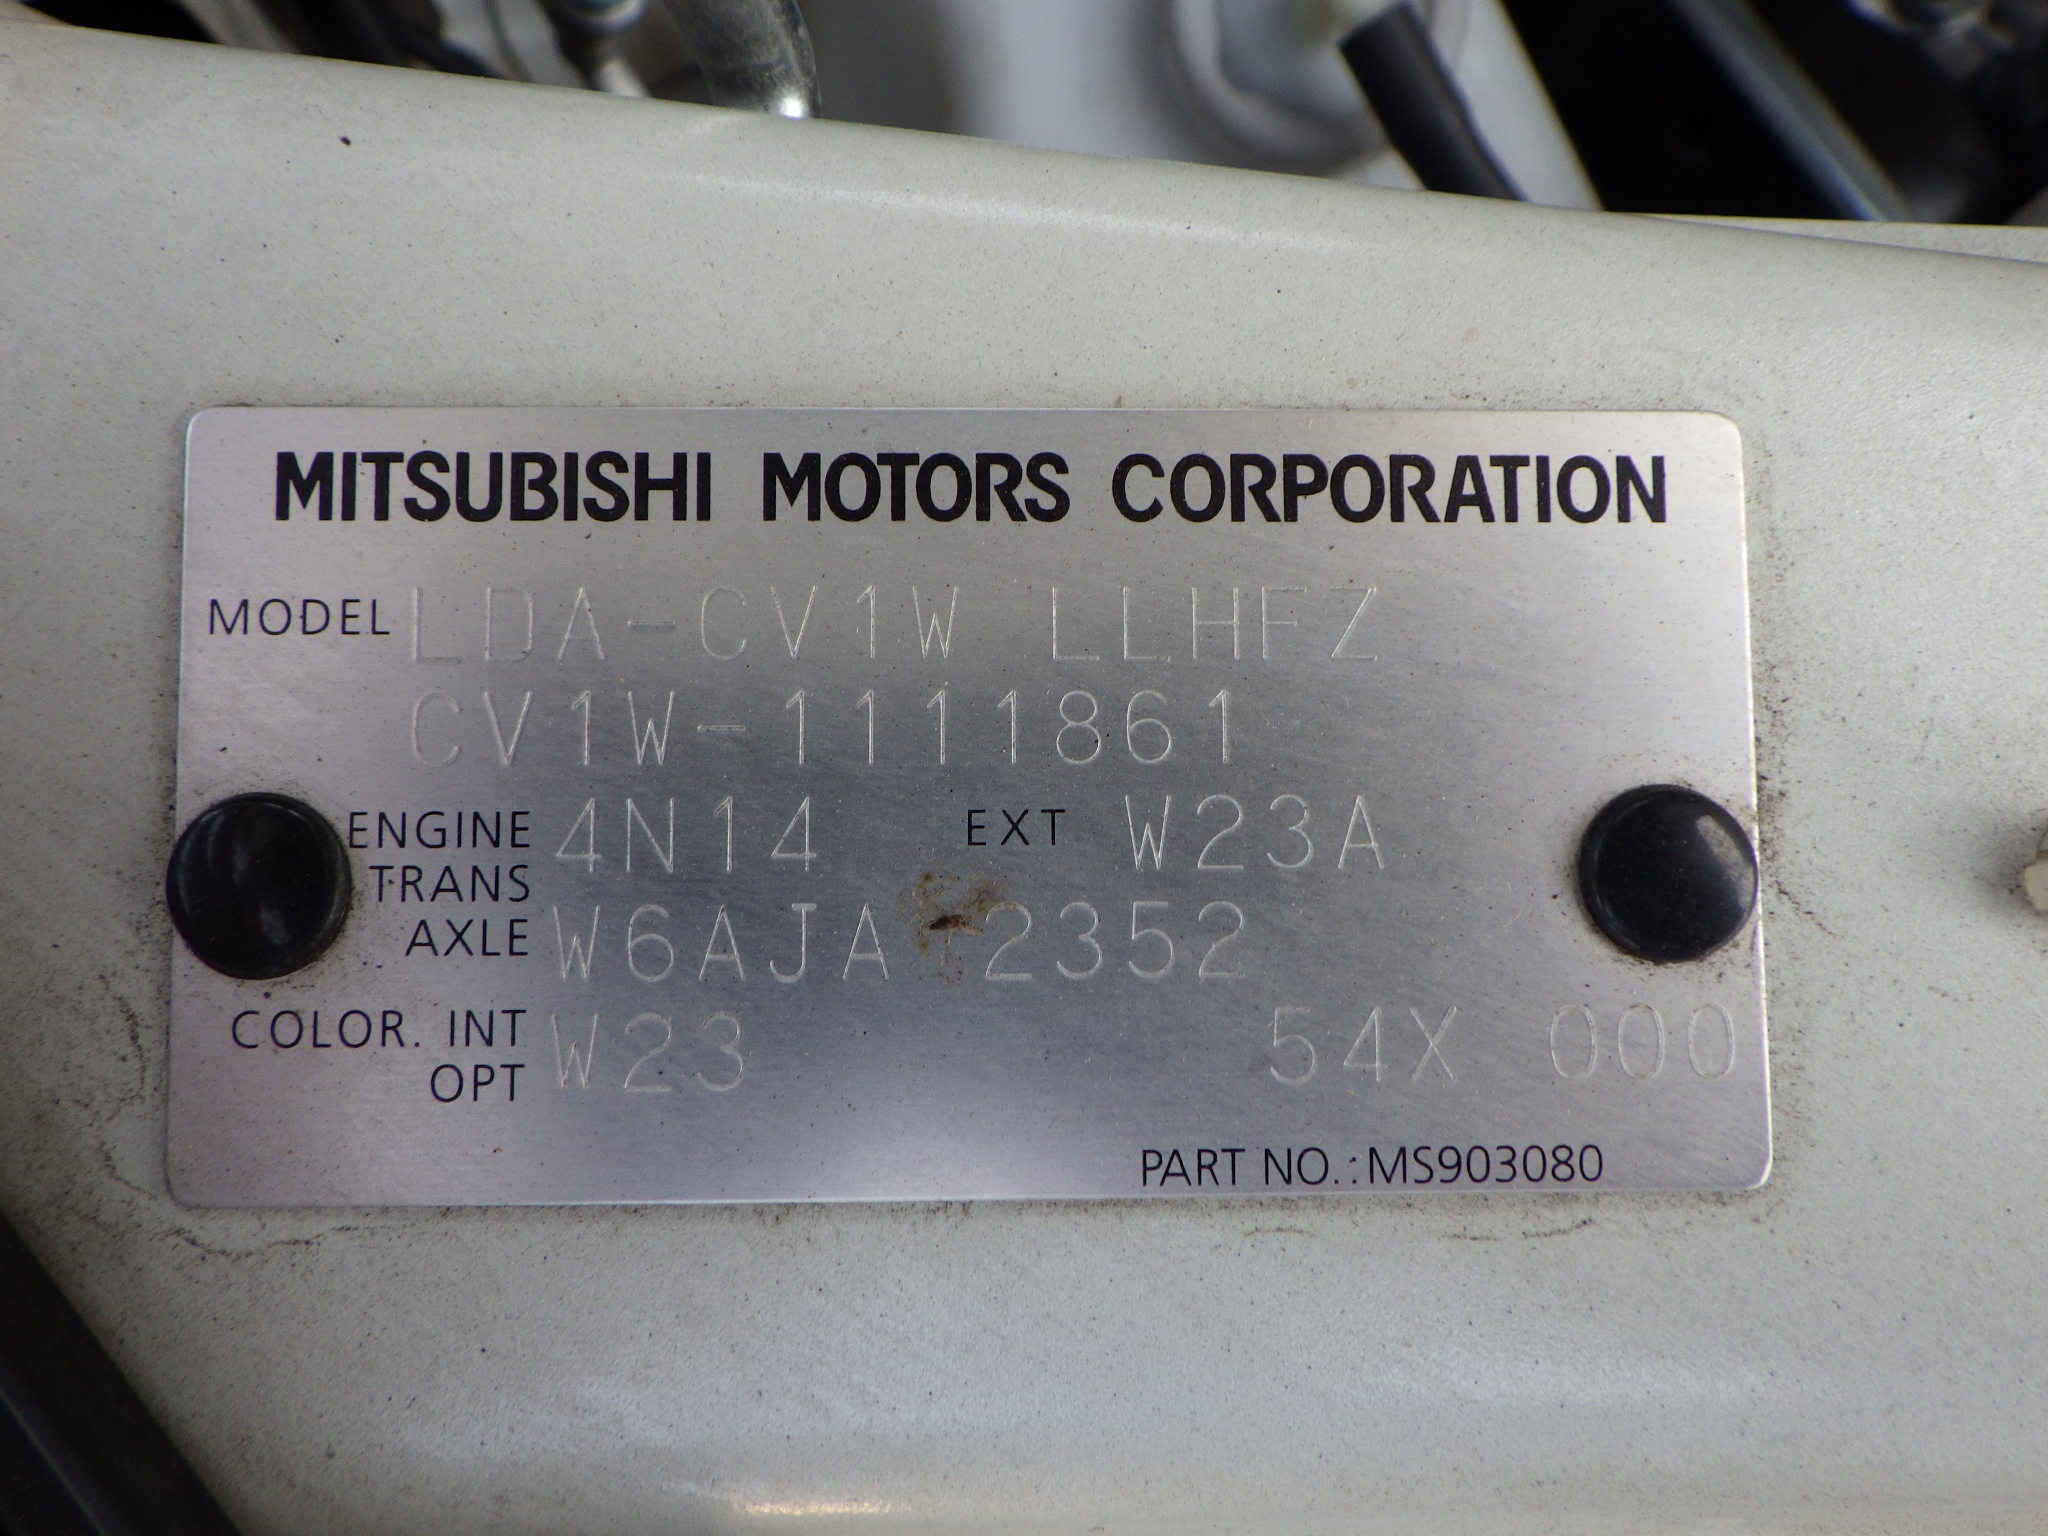 MITSUBISHI MOTORS CORPORATION
MODEL LDA-CV1W LLHFZ
CV1W-1111861
ENGINE 4N14 EXT W23A
TRANS
AXLE W6AJA 2352
COLOR. INT W23 54X 000
OPT
PART NO.: MS903080